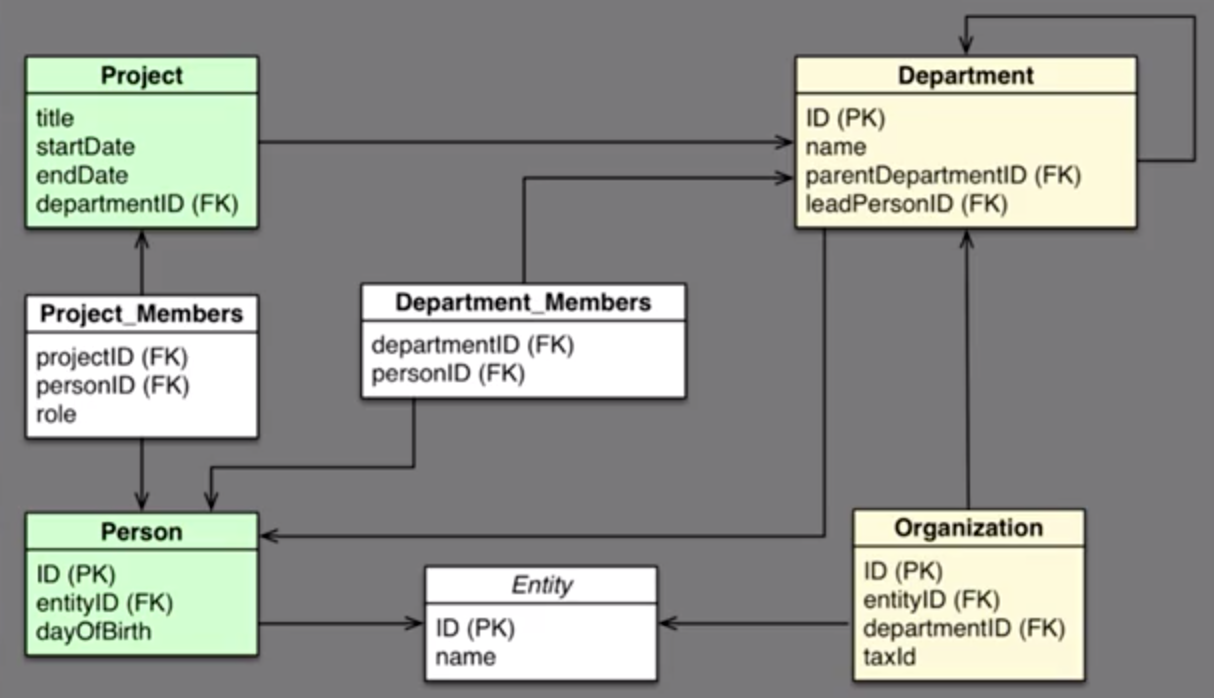 Project
title
startDate
endDate
departmentID (FK)
Department
ID (PK)
name
parentDepartmentID (FK)
leadPersonID (FK)
Project_Members
projectID (FK)
personID (FK)
role
Department_Members
departmentID (FK)
personID (FK)
Person
ID (PK)
entityID (FK)
dayOfBirth
Entity
ID (PK)
name
Organization
ID (PK)
entityID (FK)
departmentID (FK)
taxId